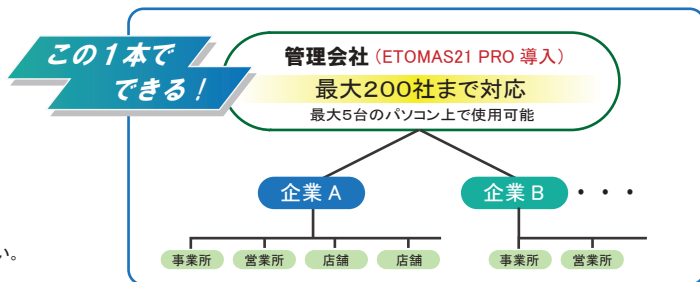 この1本で
できる！
管理会社（ETOMAS21 PRO 導入）
最大200社まで対応
最大5台のパソコン上で使用可能
企業A
企業B
・・・
事業所
営業所
店舗
店舗
事業所
営業所
い。